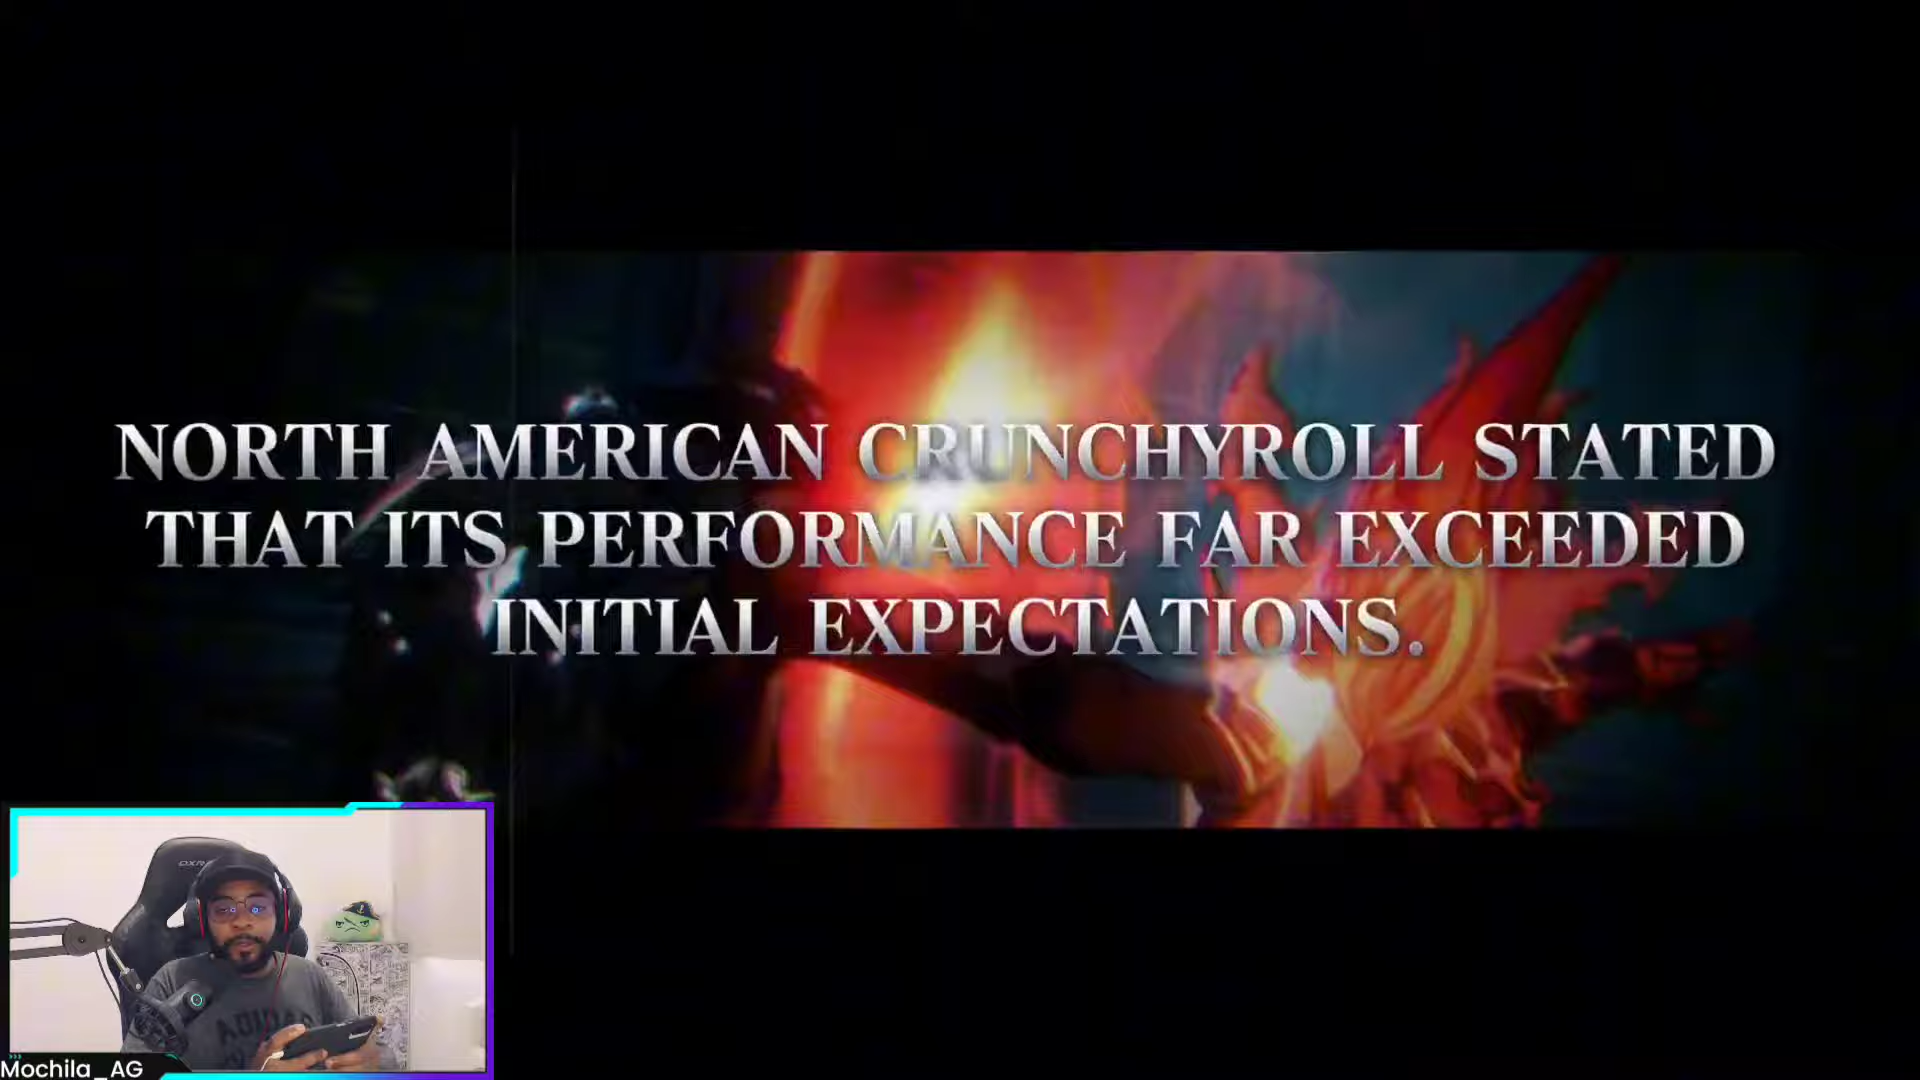 NORTH AMERICAN CRUNCHYROLL STATED
THAT ITS PERFORMANCE FAR EXCEEDED
INITIAL EXPECTATIONS.
Mochila_AG